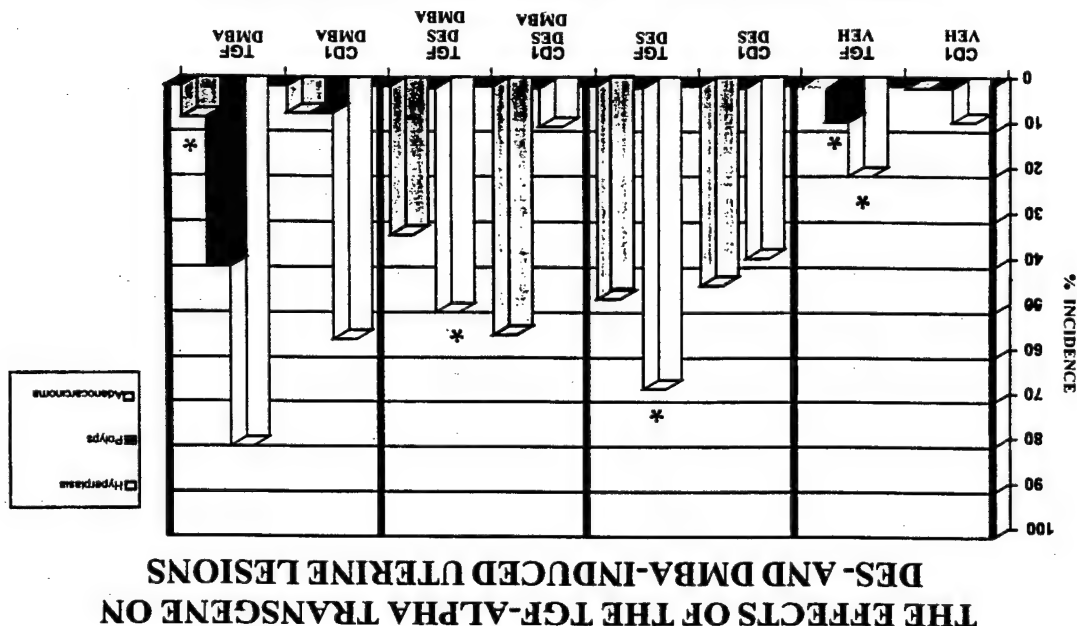 THE EFFECTS OF THE TGF-ALPHA TRANSGENE ON
DES- AND DMBA-INDUCED UTERINE LESIONS
% INCIDENCE
100
90
80
70
60
50
40
30
20
10
0
*
*
*
*
*
CD1
VEH
TGF
VEH
CD1
DES
TGF
DES
CD1
DES
DMBA
TGF
DES
DMBA
CD1
DMBA
TGF
DMBA
Hyperplasia
Polyps
Adenocarcinoma